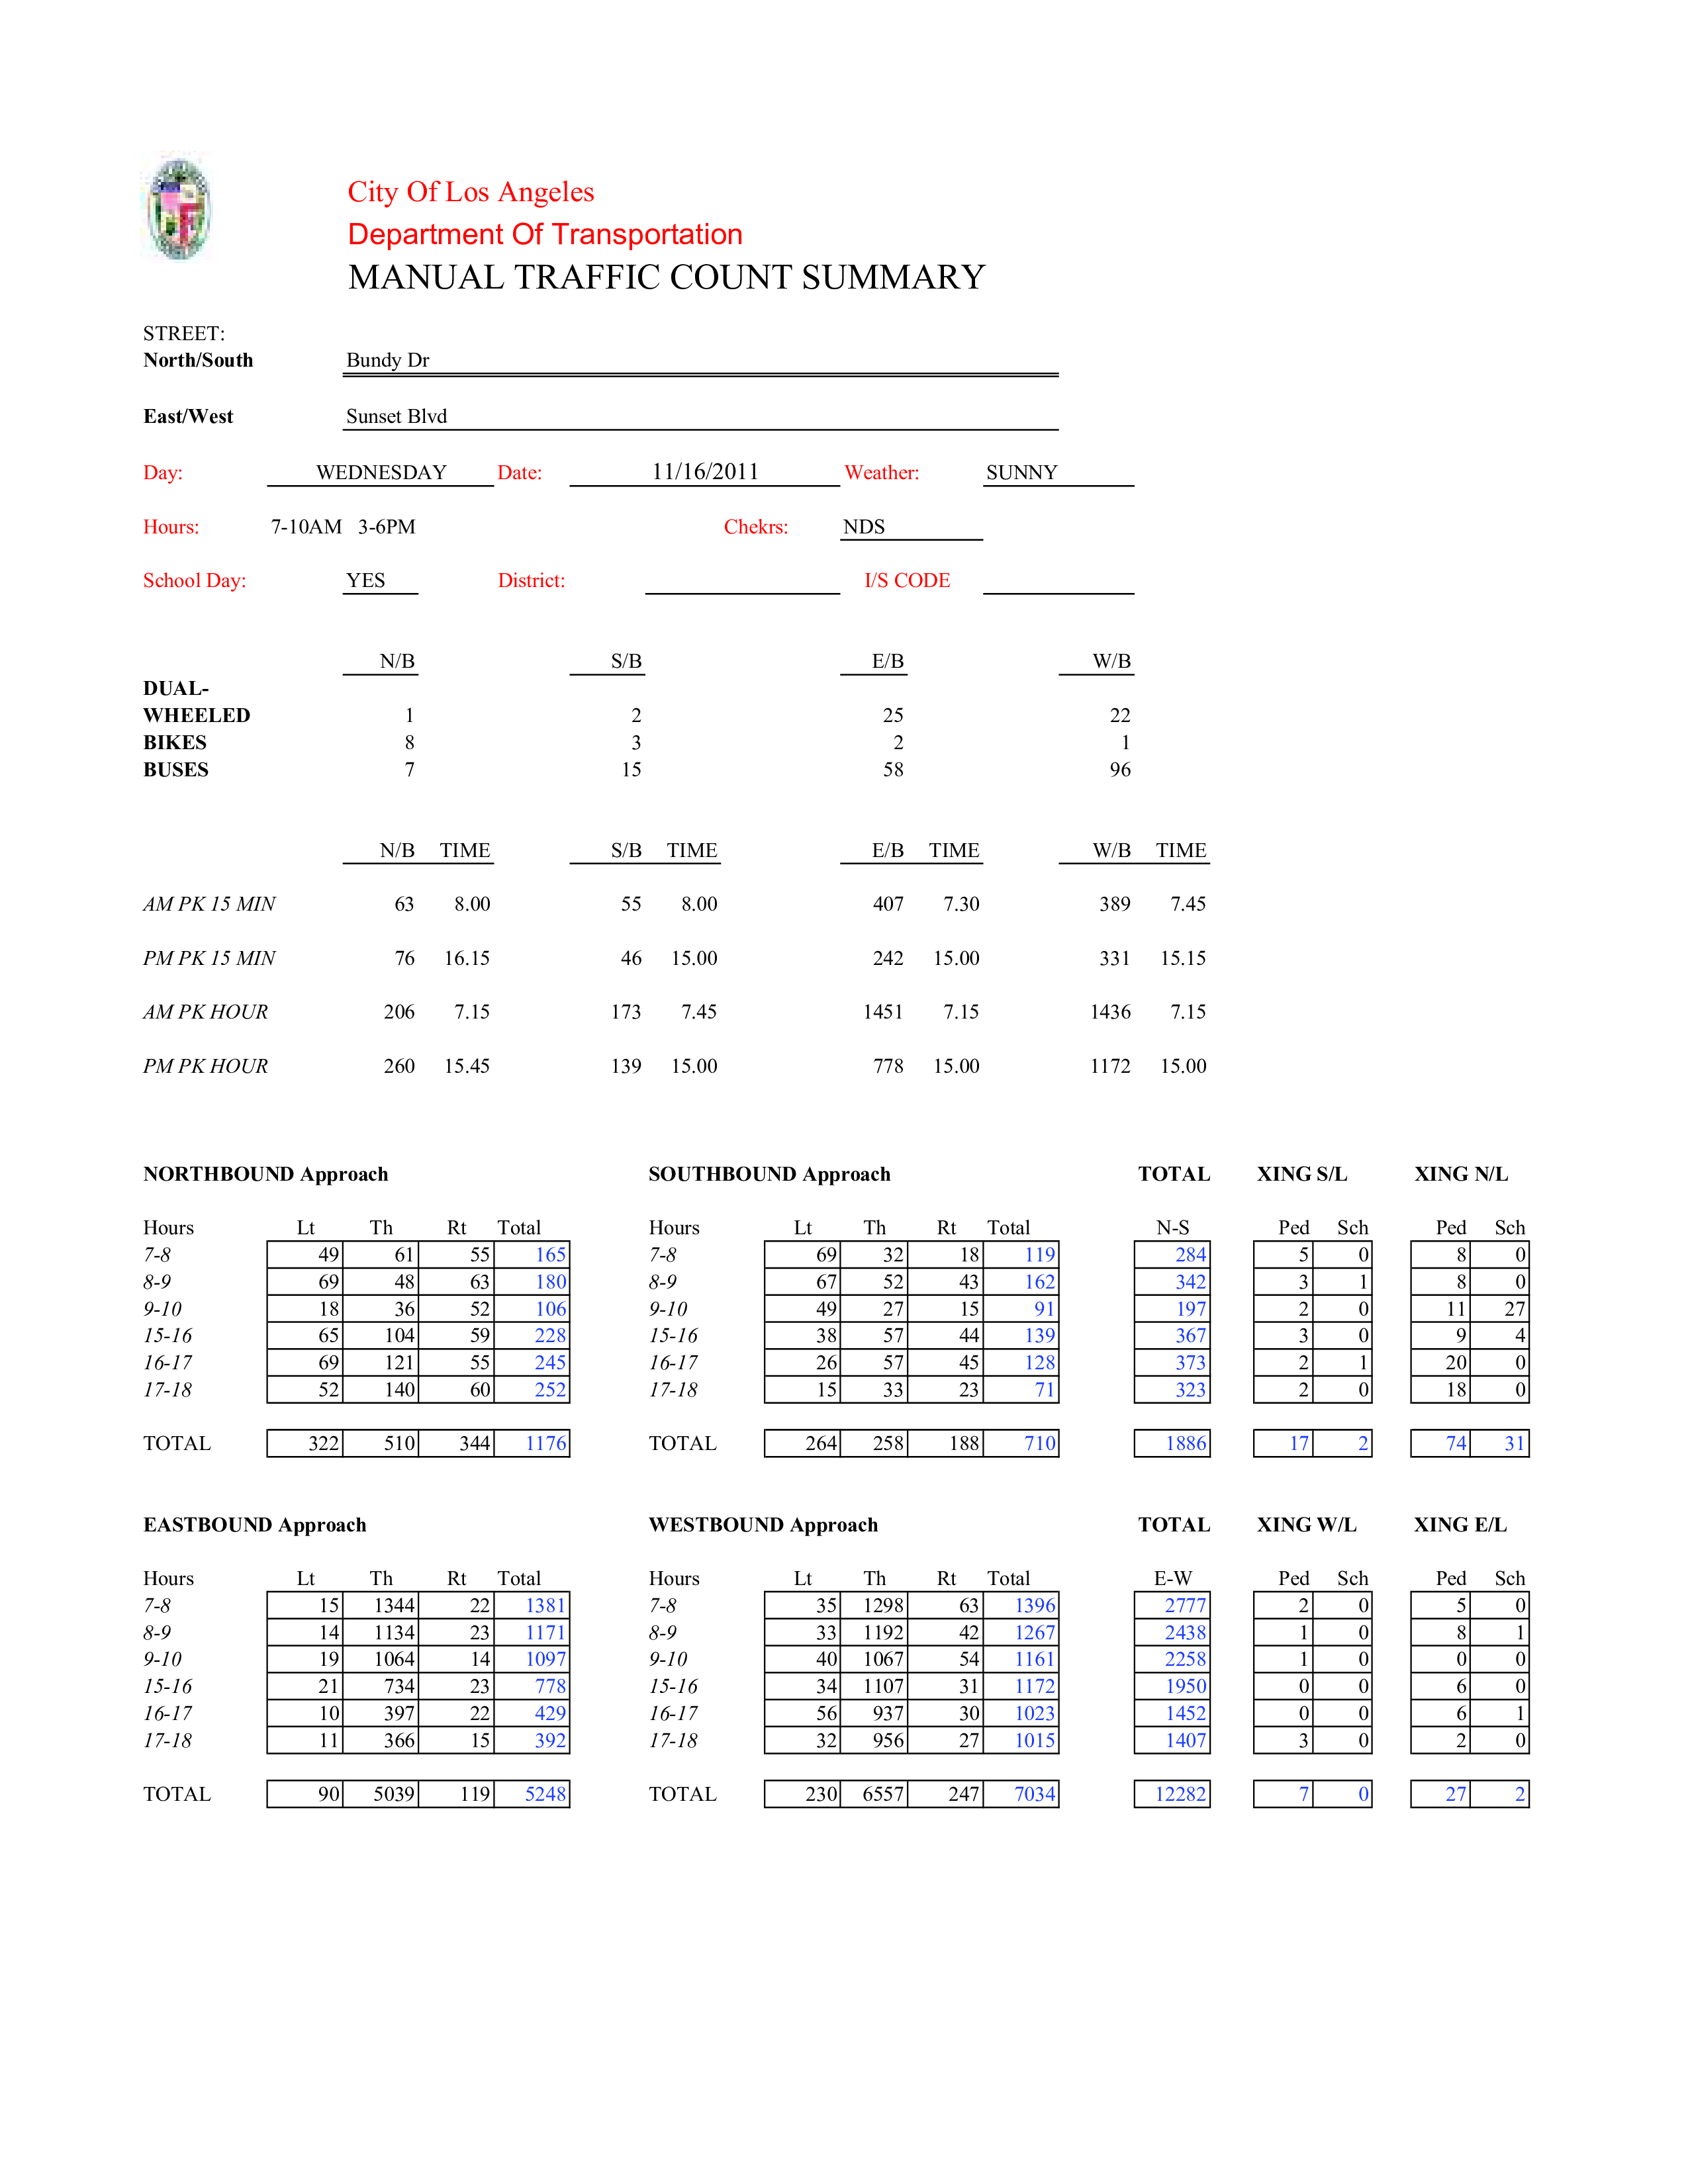 City Of Los Angeles
Department Of Transportation
MANUAL TRAFFIC COUNT SUMMARY
STREET:
North/South Bundy Dr
East/West Sunset Blvd
Day: WEDNESDAY Date: 11/16/2011 Weather: SUNNY
Hours: 7-10AM 3-6PM Chekrs: NDS
School Day: YES District: I/S CODE
N/B S/B E/B W/B
DUAL-
WHEELED 1 2 25 22
BIKES 8 3 2 1
BUSES 7 15 58 96
N/B TIME S/B TIME E/B TIME W/B TIME
AM PK 15 MIN 63 8.00 55 8.00 407 7.30 389 7.45
PM PK 15 MIN 76 16.15 46 15.00 242 15.00 331 15.15
AM PK HOUR 206 7.15 173 7.45 1451 7.15 1436 7.15
PM PK HOUR 260 15.45 139 15.00 778 15.00 1172 15.00
NORTHBOUND Approach SOUTHBOUND Approach TOTAL XING S/L XING N/L
Hours Lt Th Rt Total Hours Lt Th Rt Total N-S Ped Sch Ped Sch
7-8 49 61 55 165 7-8 69 32 18 119 284 5 0 8 0
8-9 69 48 63 180 8-9 67 52 43 162 342 3 1 8 0
9-10 18 36 52 106 9-10 49 27 15 91 197 2 0 11 27
15-16 65 104 59 228 15-16 38 57 44 139 367 3 0 9 4
16-17 69 121 55 245 16-17 26 57 45 128 373 2 1 20 0
17-18 52 140 60 252 17-18 15 33 23 71 323 2 0 18 0
TOTAL 322 510 344 1176 TOTAL 264 258 188 710 1886 17 2 74 31
EASTBOUND Approach WESTBOUND Approach TOTAL XING W/L XING E/L
Hours Lt Th Rt Total Hours Lt Th Rt Total E-W Ped Sch Ped Sch
7-8 15 1344 22 1381 7-8 35 1298 63 1396 2777 2 0 5 0
8-9 14 1134 23 1171 8-9 33 1192 42 1267 2438 1 0 8 1
9-10 19 1064 14 1097 9-10 40 1067 54 1161 2258 1 0 0 0
15-16 21 734 23 778 15-16 34 1107 31 1172 1950 0 0 6 0
16-17 10 397 22 429 16-17 56 937 30 1023 1452 0 0 6 1
17-18 11 366 15 392 17-18 32 956 27 1015 1407 3 0 2 0
TOTAL 90 5039 119 5248 TOTAL 230 6557 247 7034 12282 7 0 27 2